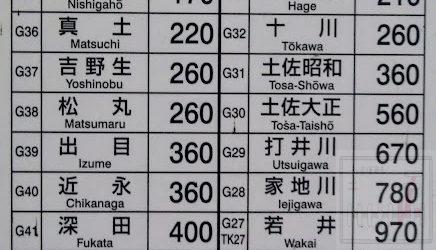 Nishigahō
Hage
G36 真土 220 G32 十川 260
Matsuchi Tōkawa
G37 吉野生 260 G31 土佐昭和 360
Yoshinobu Tosa-Shōwa
G38 松丸 260 G30 土佐大正 560
Matsumaru Tosa-Taishō
G39 出目 360 G29 打井川 670
Izume Utsuigawa
G40 近永 360 G28 家地川 780
Chikanaga Iejigawa
G41 深田 400 G27 TK27 若井 970
Fukata Wakai